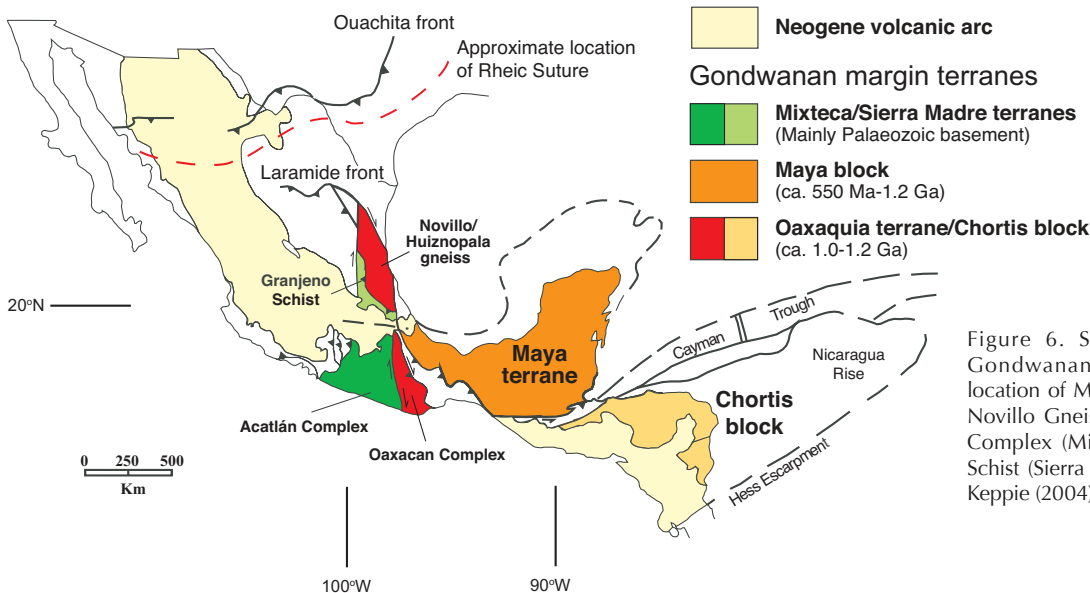 Ouachita front
Approximate location
of Rheic Suture
Laramide front
Novillo/
Huiznopala
gneiss
Granjeno
Schist
20°N
Maya
terrane
Acatlán Complex
Oaxacan Complex
0 250 500
Km
100°W
90°W
Cayman Trough
Nicaragua
Rise
Chortis
block
Hess Escarpment
Neogene volcanic arc
Gondwanan margin terranes
Mixteca/Sierra Madre terranes
(Mainly Palaeozoic basement)
Maya block
(ca. 550 Ma-1.2 Ga)
Oaxaquia terrane/Chortis block
(ca. 1.0-1.2 Ga)
Figure 6. S
Gondwanan
location of M
Novillo Gnei
Complex (Mi
Schist (Sierra
Keppie (2004)